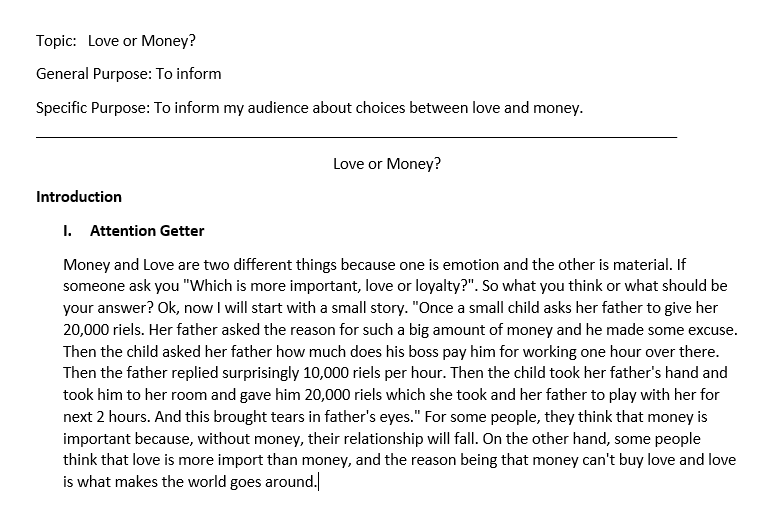 Topic: Love or Money?
General Purpose: To inform
Specific Purpose: To inform my audience about choices between love and money.
Love or Money?
Introduction
I. Attention Getter
Money and Love are two different things because one is emotion and the other is material. If
someone ask you "Which is more important, love or loyalty?". So what you think or what should be
your answer? Ok, now I will start with a small story. "Once a small child asks her father to give her
20,000 riels. Her father asked the reason for such a big amount of money and he made some excuse.
Then the child asked her father how much does his boss pay him for working one hour over there.
Then the father replied surprisingly 10,000 riels per hour. Then the child took her father's hand and
took him to her room and gave him 20,000 riels which she took and her father to play with her for
next 2 hours. And this brought tears in father's eyes." For some people, they think that money is
important because, without money, their relationship will fall. On the other hand, some people
think that love is more import than money, and the reason being that money can't buy love and love
is what makes the world goes around.